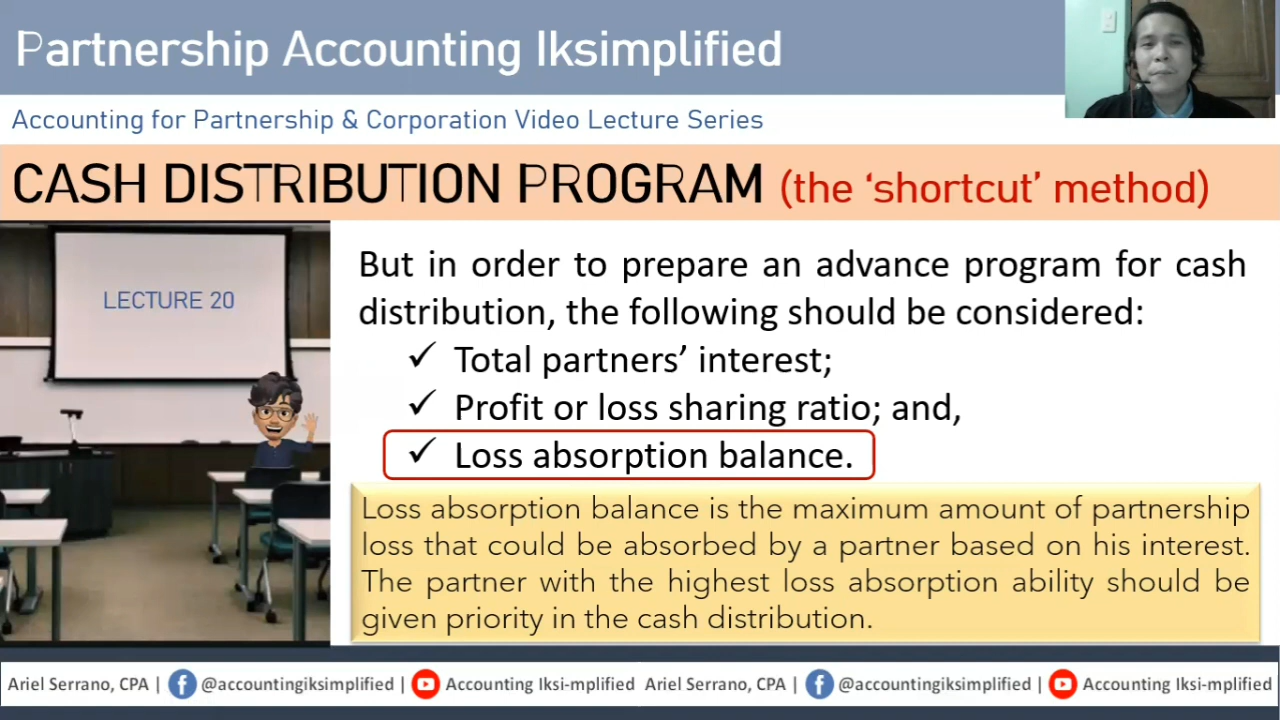 Partnership Accounting Iksimplified
Accounting for Partnership & Corporation Video Lecture Series
CASH DISTRIBUTION PROGRAM (the ‘shortcut’ method)
LECTURE 20
But in order to prepare an advance program for cash
distribution, the following should be considered:
✓ Total partners’ interest;
✓ Profit or loss sharing ratio; and,
✓ Loss absorption balance.
Loss absorption balance is the maximum amount of partnership
loss that could be absorbed by a partner based on his interest.
The partner with the highest loss absorption ability should be
given priority in the cash distribution.
Ariel Serrano, CPA | @accountingiksimplified | Accounting Iksi-mplified Ariel Serrano, CPA | @accountingiksimplified | Accounting Iksi-mplified